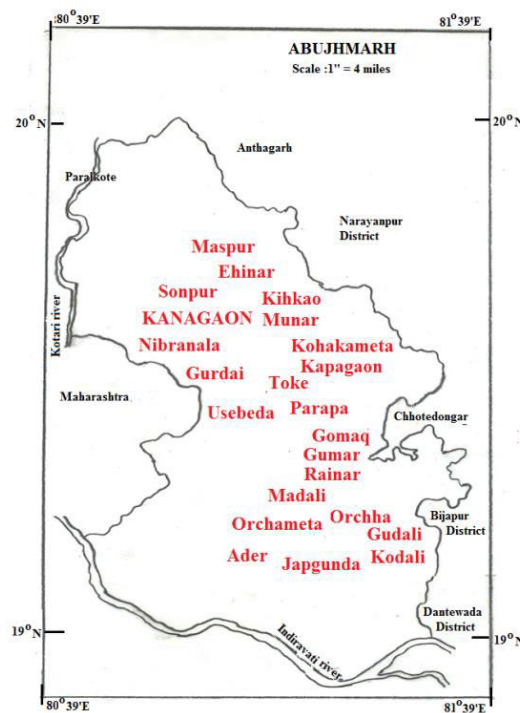 80°39'E
81°39'E
ABUJHMARH
Scale :1" = 4 miles
20°N
20°N
Anthagarh
Paralkote
Narayanpur
District
Maspur
Ehinar
Sonpur
Kihkao
KANAGAON
Munar
Kotari river
Nibranala
Kohakameta
Kapagaon
Gurdai
Toke
Maharashtra
Parapa
Usebeda
Chhotedongar
Gomaq
Gumar
Rainar
Madali
Orchha
Orchameta
Bijapur
District
Gudali
Ader
Japgunda
Kodali
Dantewada
District
19°N
19°N
Indiravati river
80°39'E
81°39'E